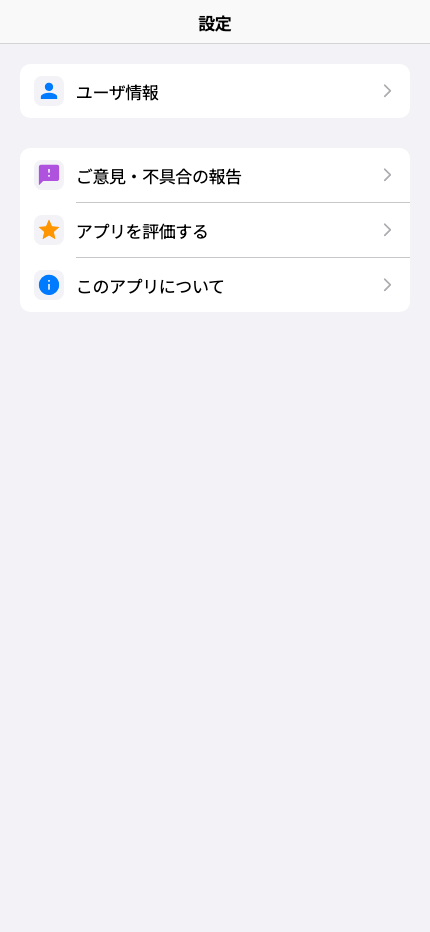 設定
ユーザ情報
ご意見・不具合の報告
アプリを評価する
このアプリについて